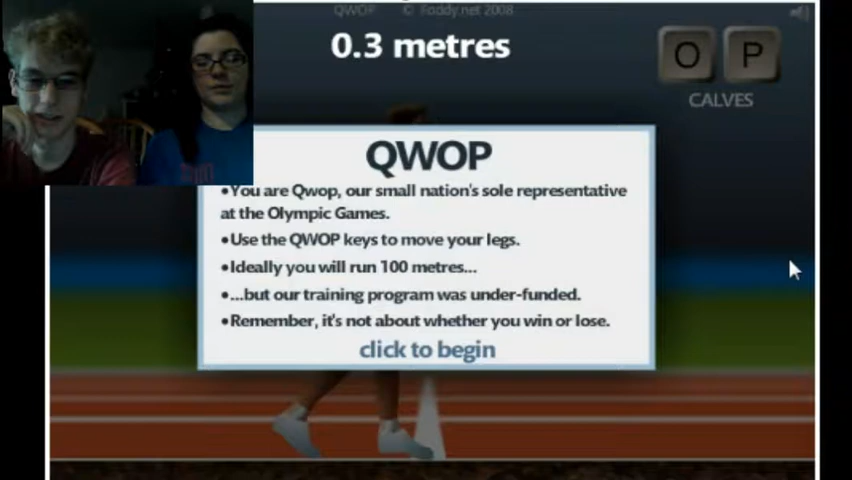 QWOP © Foddy.net 2008
0.3 metres
O P
CALVES
QWOP
•You are Qwop, our small nation's sole representative
at the Olympic Games.
•Use the QWOP keys to move your legs.
•Ideally you will run 100 metres...
•...but our training program was under-funded.
•Remember, it's not about whether you win or lose.
click to begin